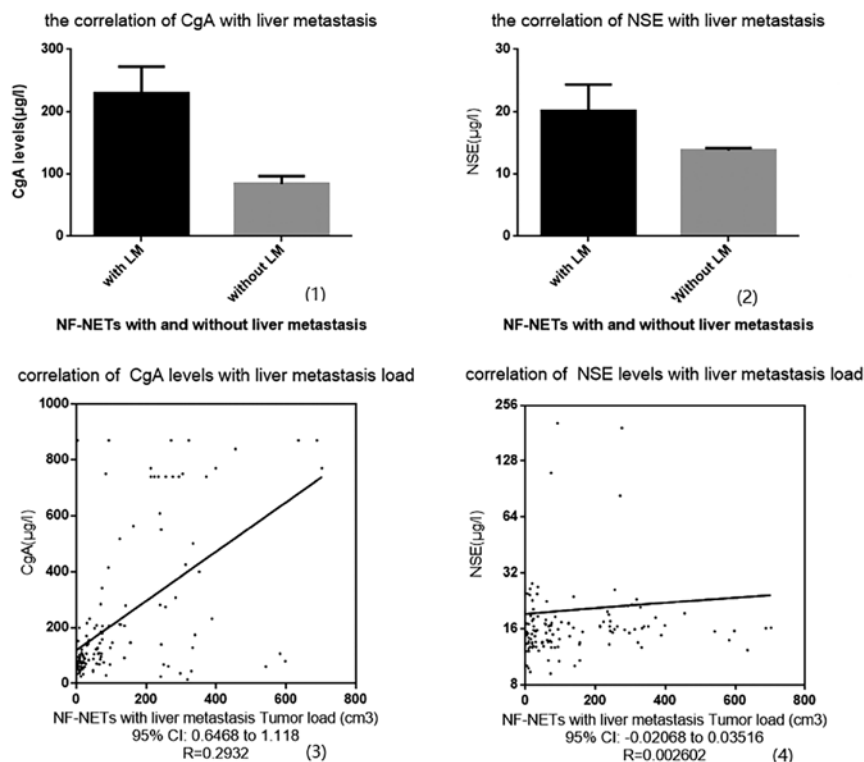 the correlation of CgA with liver metastasis
300
200
100
0
CgA levels(µg/l)
with LM
without LM
(1)
NF-NETs with and without liver metastasis
the correlation of NSE with liver metastasis
30
20
10
0
NSE(µg/l)
with LM
Without LM
(2)
NF-NETs with and without liver metastasis
correlation of CgA levels with liver metastasis load
1000
800
600
400
200
0
CgA(µg/l)
0 200 400 600 800
NF-NETs with liver metastasis Tumor load (cm3)
95% CI: 0.6468 to 1.118
R=0.2932
(3)
correlation of NSE levels with liver metastasis load
256
128
64
32
16
8
NSE(µg/l)
0 200 400 600 800
NF-NETs with liver metastasis Tumor load (cm3)
95% CI: -0.02068 to 0.03516
R=0.002602
(4)